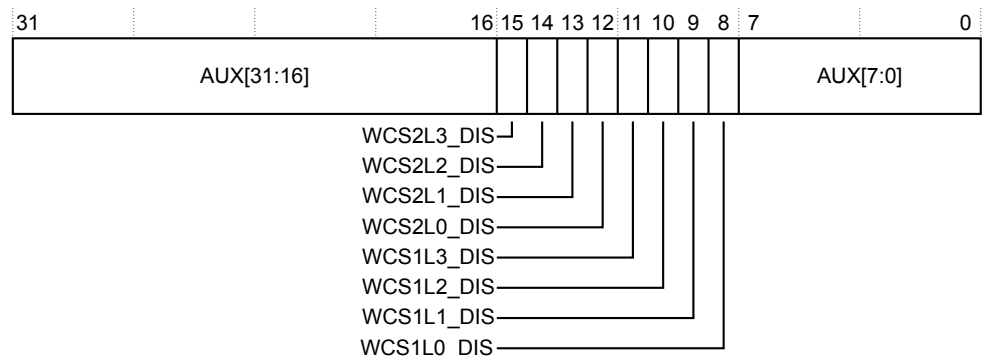 31 16 15 14 13 12 11 10 9 8 7 0
AUX[31:16] AUX[7:0]
WCS2L3_DIS
WCS2L2_DIS
WCS2L1_DIS
WCS2L0_DIS
WCS1L3_DIS
WCS1L2_DIS
WCS1L1_DIS
WCS1L0_DIS